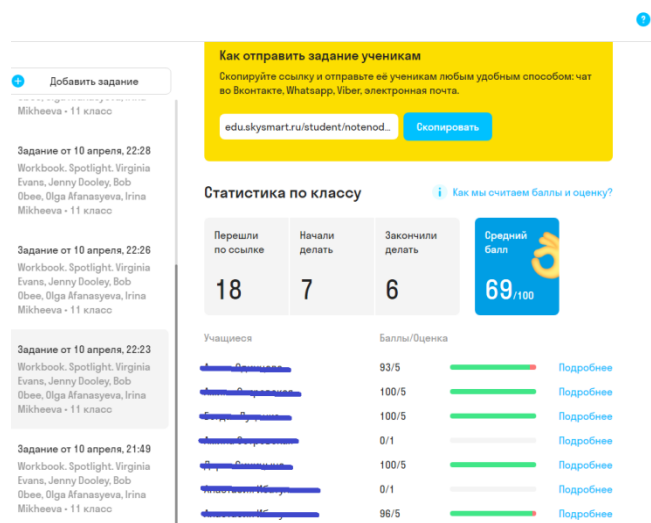 ?
Добавить задание
Mikheeva • 11 класс
Задание от 10 апреля, 22:28
Workbook. Spotlight. Virginia
Evans, Jenny Dooley, Bob
Obee, Olga Afanasyeva, Irina
Mikheeva • 11 класс
Задание от 10 апреля, 22:26
Workbook. Spotlight. Virginia
Evans, Jenny Dooley, Bob
Obee, Olga Afanasyeva, Irina
Mikheeva • 11 класс
Задание от 10 апреля, 22:23
Workbook. Spotlight. Virginia
Evans, Jenny Dooley, Bob
Obee, Olga Afanasyeva, Irina
Mikheeva • 11 класс
Задание от 10 апреля, 21:49
Workbook. Spotlight. Virginia
Evans, Jenny Dooley, Bob
Obee, Olga Afanasyeva, Irina
Mikheeva • 11 класс
Как отправить задание ученикам
Скопируйте ссылку и отправьте её ученикам любым удобным способом: чат
во Вконтакте, Whatsapp, Viber, электронная почта.
edu.skysmart.ru/student/notenod... Скопировать
Статистика по классу
i Как мы считаем баллы и оценку?
Перешли
по ссылке
18
Начали
делать
7
Закончили
делать
6
Средний
балл
69/100
Учащиеся Баллы/Оценка
93/5 Подробнее
100/5 Подробнее
100/5 Подробнее
0/1 Подробнее
100/5 Подробнее
0/1 Подробнее
96/5 Подробнее